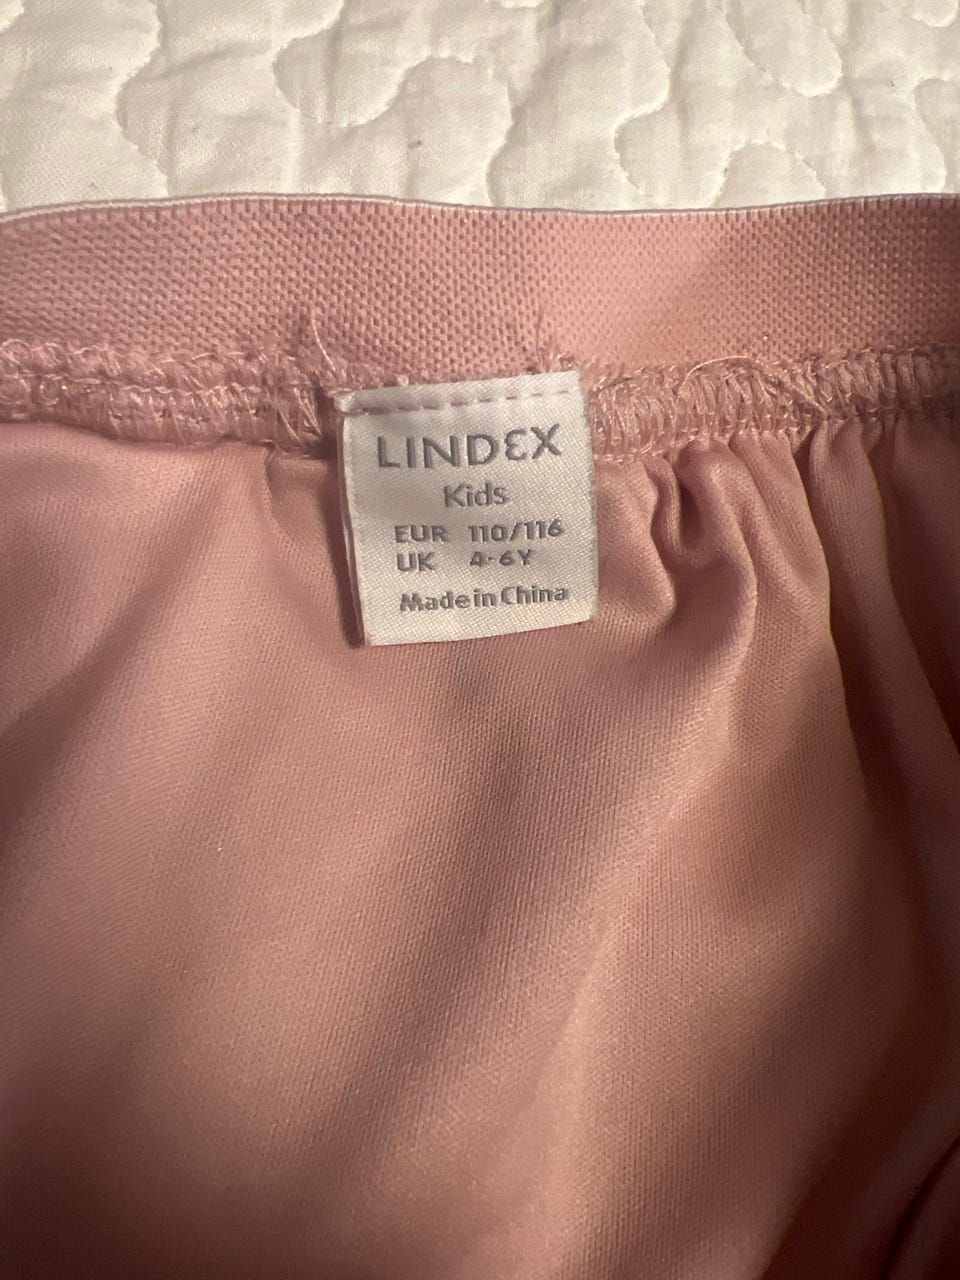 LINDEX
Kids
EUR 110/116
UK 4-6Y
Made in China